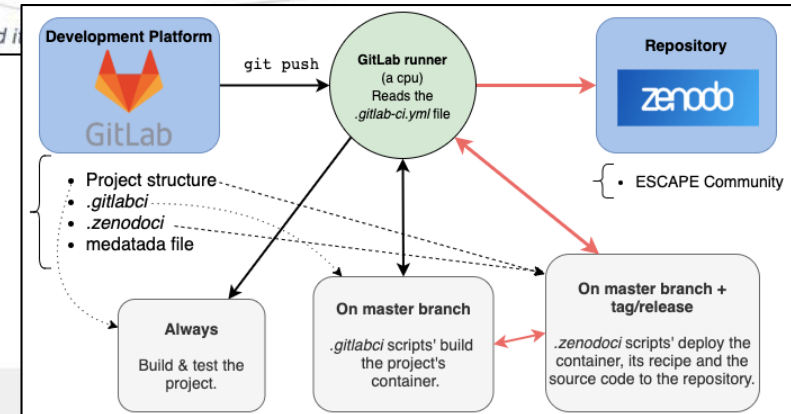 d i
Development Platform
GitLab
git push
GitLab runner
(a cpu)
Reads the
.gitlab-ci.yml file
Repository
zenodo
Project structure
.gitlabci
.zenodoci
medatada file
ESCAPE Community
Always
Build & test the
project.
On master branch
.gitlabci scripts' build
the project's
container.
On master branch +
tag/release
.zenodoci scripts' deploy the
container, its recipe and the
source code to the repository.